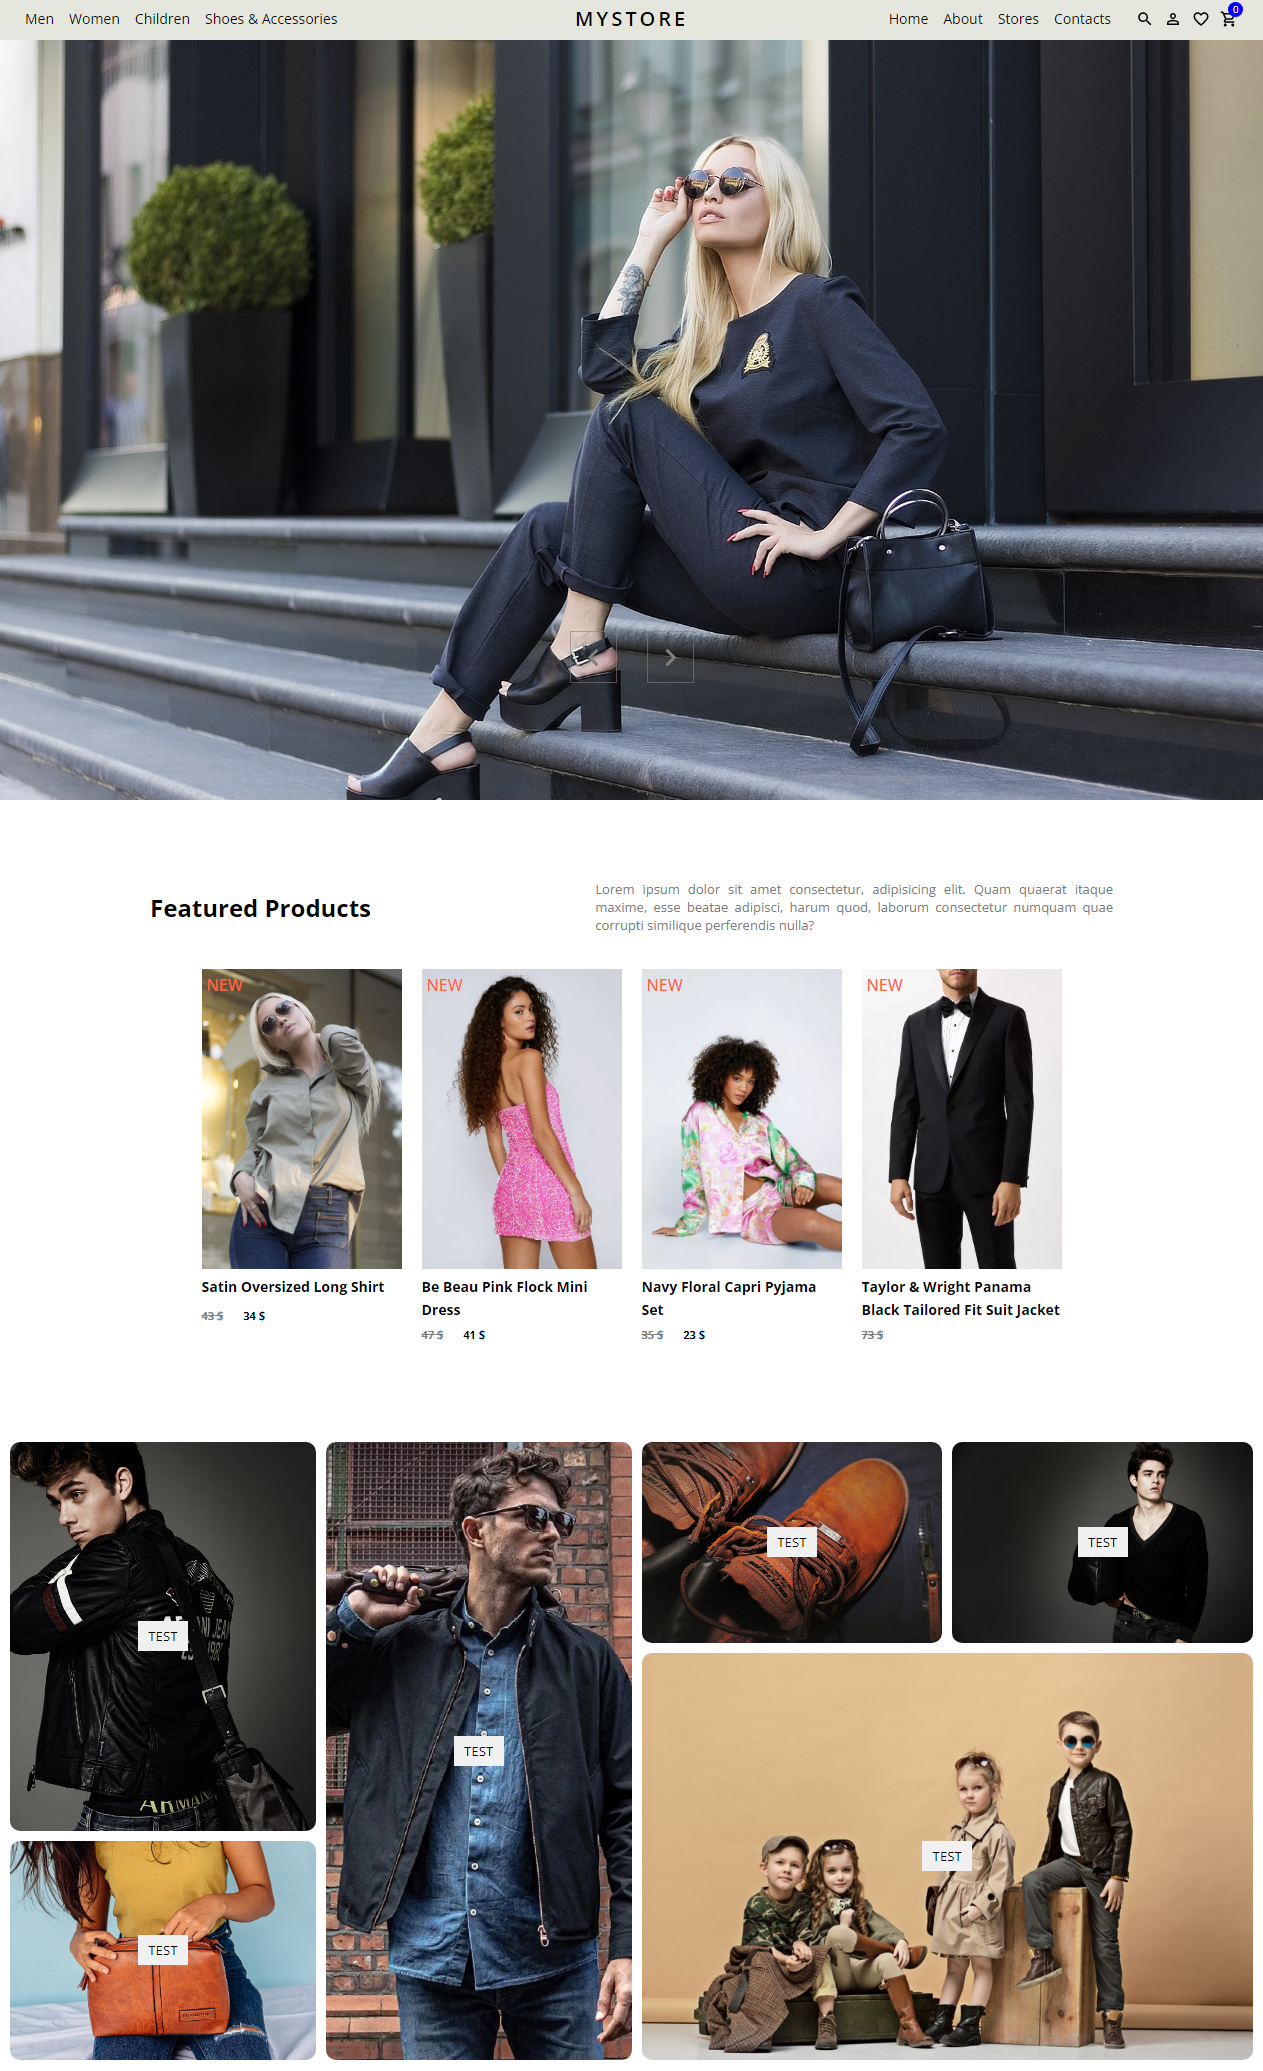 Men Women Children Shoes & Accessories MYSTORE Home About Stores Contacts 0
Featured Products
Lorem ipsum dolor sit amet consectetur, adipisicing elit. Quam quaerat itaque
maxime, esse beatae adipisci, harum quod, laborum consectetur numquam quae
corrupti similique perferendis nulla?
NEW NEW NEW NEW
Satin Oversized Long Shirt
43 $ 34 $
Be Beau Pink Flock Mini
Dress
47 $ 41 $
Navy Floral Capri Pyjama
Set
35 $ 23 $
Taylor & Wright Panama
Black Tailored Fit Suit Jacket
73 $
TEST
TEST
TEST
ARMANI
TEST
TEST
TEST